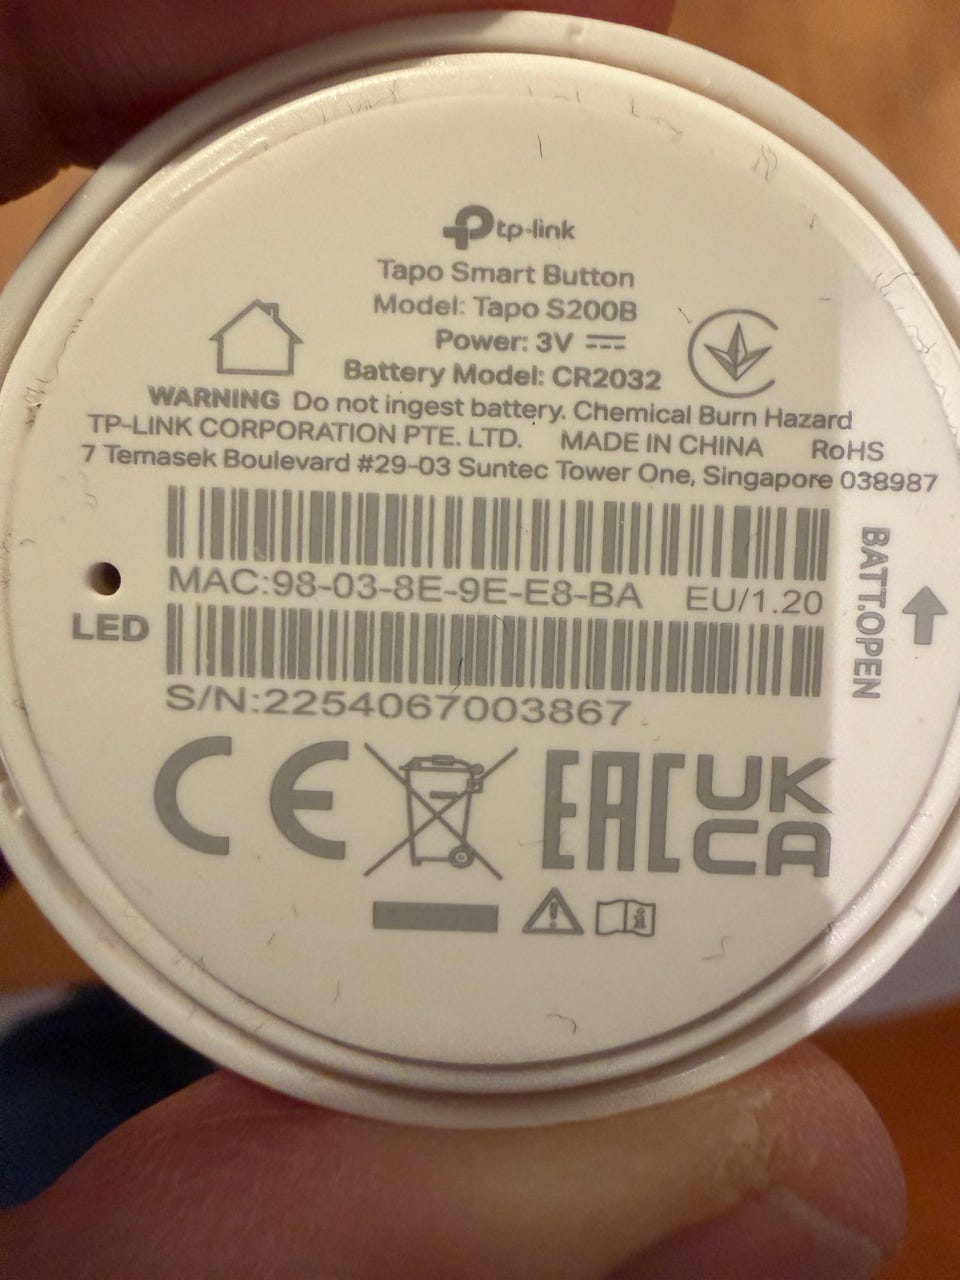 tp-link
Tapo Smart Button
Model: Tapo S200B
Power: 3V
Battery Model: CR2032
WARNING Do not ingest battery. Chemical Burn Hazard
TP-LINK CORPORATION PTE. LTD. MADE IN CHINA RoHS
7 Temasek Boulevard #29-03 Suntec Tower One, Singapore 038987
MAC:98-03-8E-9E-E8-BA EU/1.20
LED
BATT.OPEN
S/N:2254067003867
CE EAC UK
CA